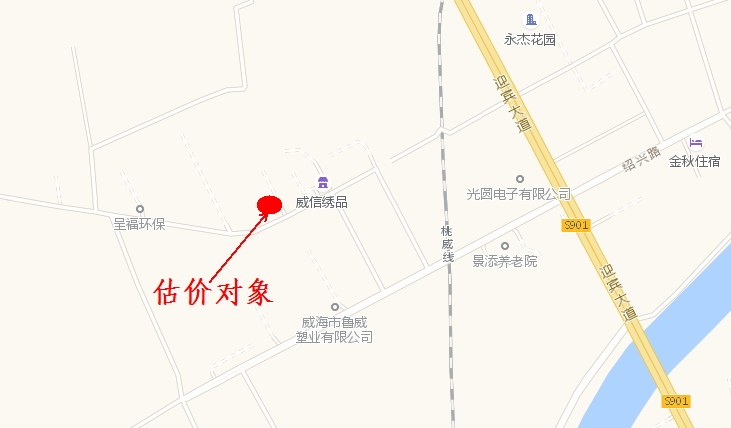 永杰花园
迎宾大道
绍兴路
金秋住宿
光圆电子有限公司
威信绣品
呈福环保
S901
桃威线
景添养老院
迎宾大道
估价对象
威海市鲁威
塑业有限公司
S901